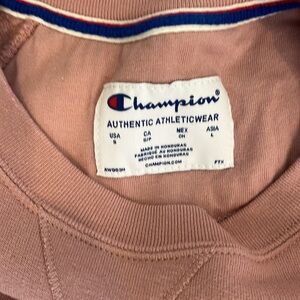 Champion
AUTHENTIC ATHLETICWEAR
USA CA MEX ASIA
S S/P CH L
MADE IN HONDURAS
FABRIQUÉ AU HONDURAS
HECHO EN HONDURAS
CHAMPION.COM
FTX